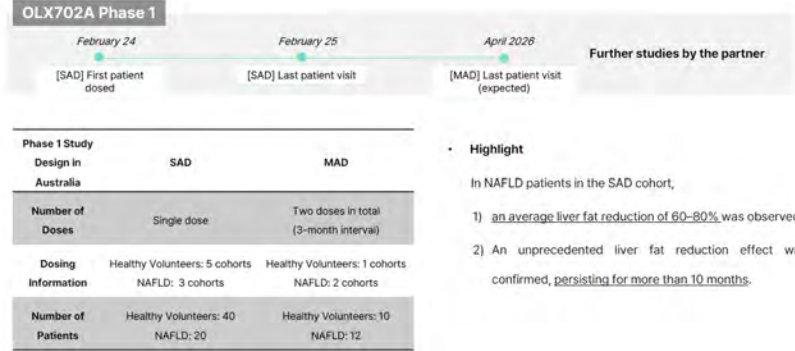 OLX702A Phase 1
February 24 February 25 April 2026
[SAD] First patient dosed [SAD] Last patient visit [MAD] Last patient visit (expected)
Further studies by the partner
Phase 1 Study Design in Australia SAD MAD
Number of Doses Single dose Two doses in total (3-month interval)
Dosing Information Healthy Volunteers: 5 cohorts NAFLD: 3 cohorts Healthy Volunteers: 1 cohorts NAFLD: 2 cohorts
Number of Patients Healthy Volunteers: 40 NAFLD: 20 Healthy Volunteers: 10 NAFLD: 12
• Highlight
In NAFLD patients in the SAD cohort,
1) an average liver fat reduction of 60–80% was observed
2) An unprecedented liver fat reduction effect wa
confirmed, persisting for more than 10 months.